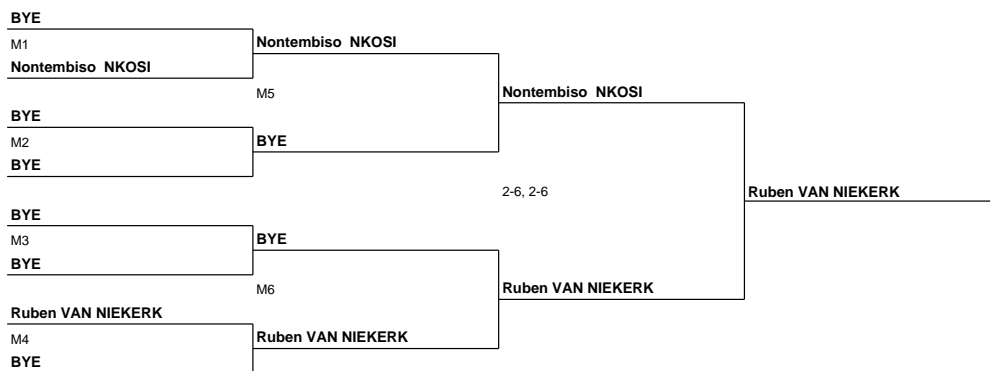 BYE
M1
Nontembiso NKOSI
BYE
M2
BYE
BYE
M3
BYE
Ruben VAN NIEKERK
M4
BYE
Nontembiso NKOSI
M5
BYE
BYE
M6
Ruben VAN NIEKERK
Nontembiso NKOSI
2-6, 2-6
Ruben VAN NIEKERK
Ruben VAN NIEKERK